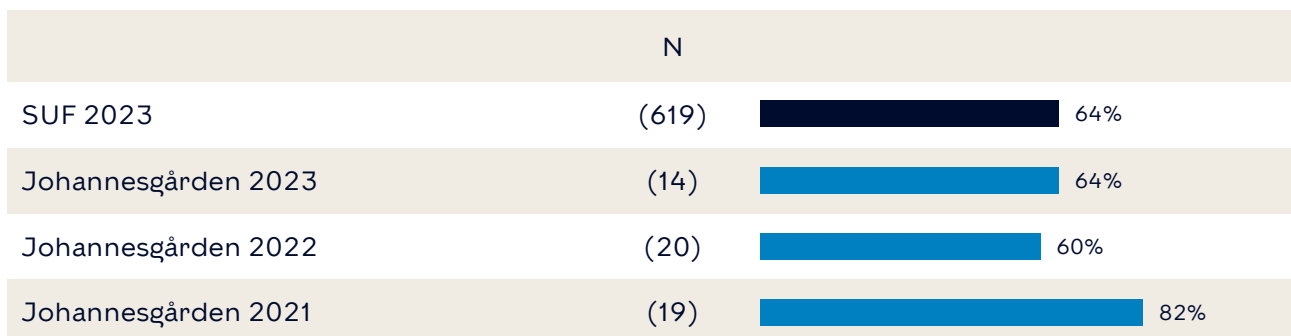 N
SUF 2023 (619) 64%
Johannesgården 2023 (14) 64%
Johannesgården 2022 (20) 60%
Johannesgården 2021 (19) 82%